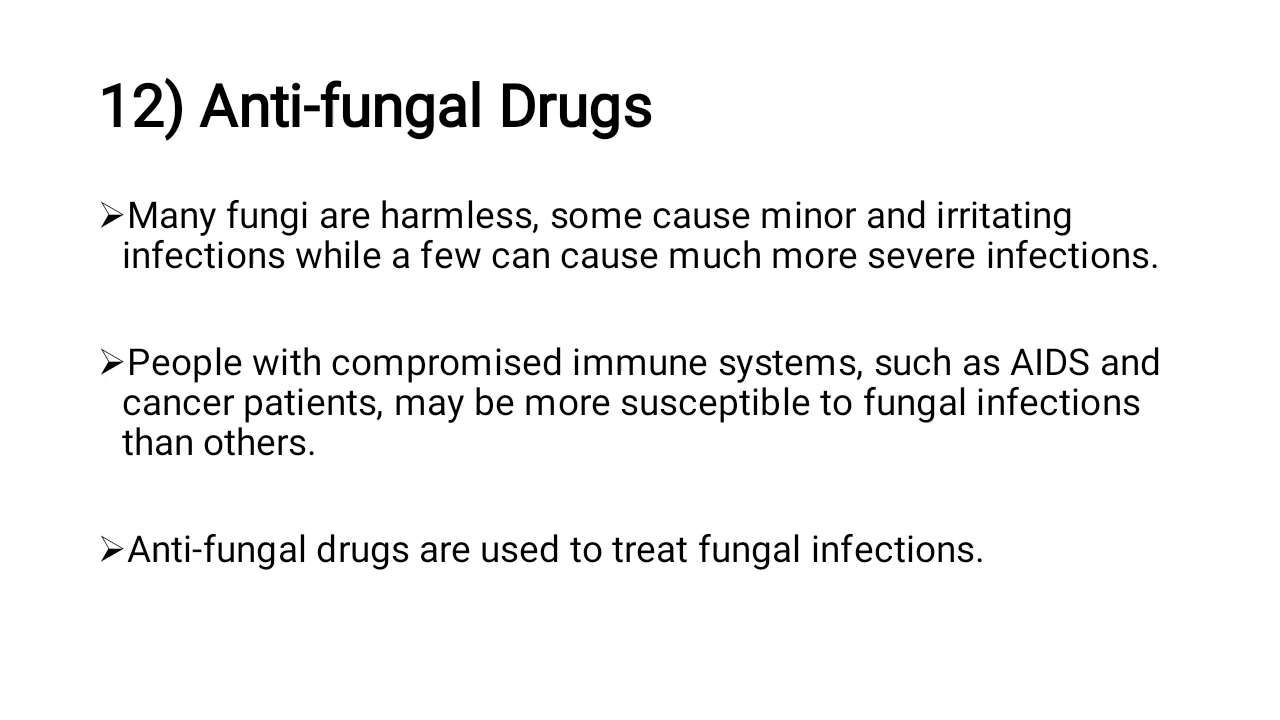 12) Anti-fungal Drugs
➢Many fungi are harmless, some cause minor and irritating
infections while a few can cause much more severe infections.
➢People with compromised immune systems, such as AIDS and
cancer patients, may be more susceptible to fungal infections
than others.
➢Anti-fungal drugs are used to treat fungal infections.